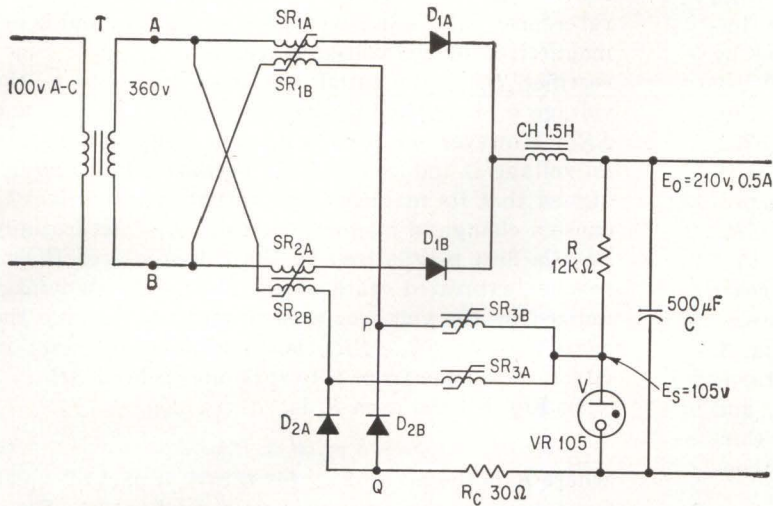 T
A
SR1A
D1A
100v A-C
360v
SR1B
CH 1.5H
E0=210v, 0.5A
D1B
SR2A
R
12KΩ
B
SR2B
SR3B
500μF
C
P
SR3A
V
ES=105v
D2A
D2B
VR 105
Q
RC 30Ω